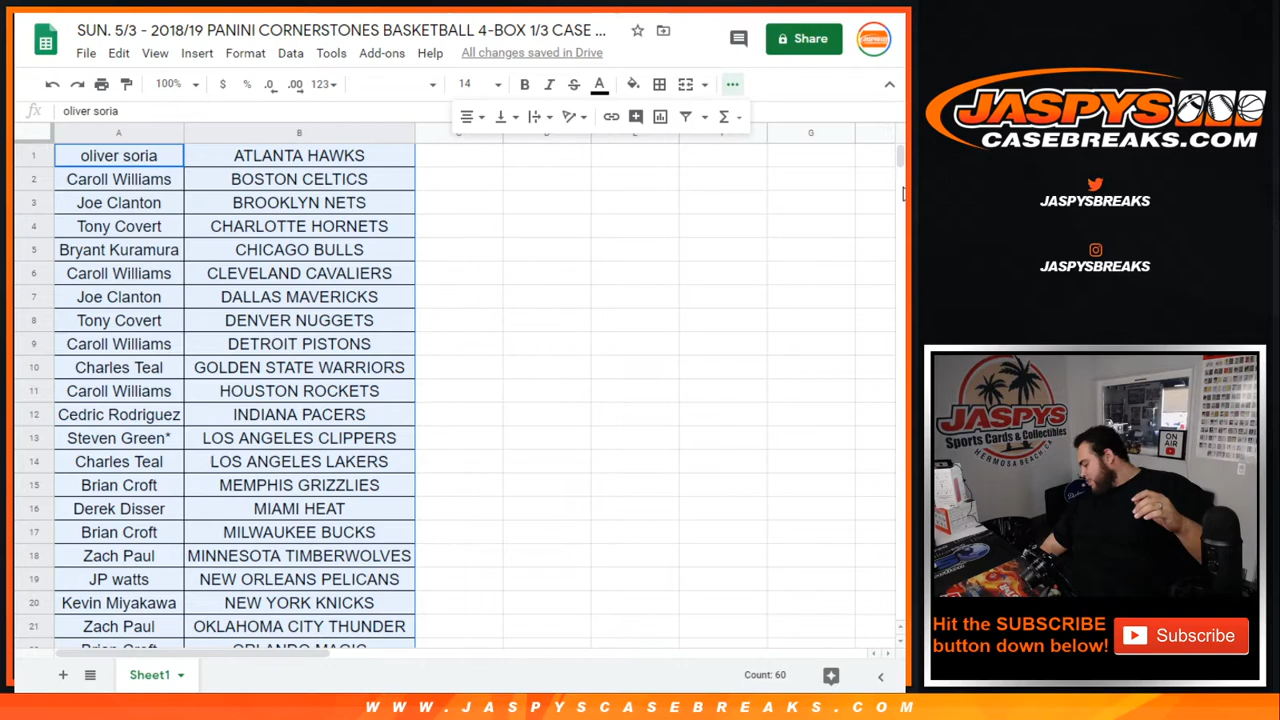 SUN. 5/3 - 2018/19 PANINI CORNERSTONES BASKETBALL 4-BOX 1/3 CASE ...
Share
File Edit View Insert Format Data Tools Add-ons Help All changes saved in Drive
100% $ % .0 .00 123 14 B I S A
fx oliver soria
A B G
1 oliver soria ATLANTA HAWKS
2 Caroll Williams BOSTON CELTICS
3 Joe Clanton BROOKLYN NETS
4 Tony Covert CHARLOTTE HORNETS
5 Bryant Kuramura CHICAGO BULLS
6 Caroll Williams CLEVELAND CAVALIERS
7 Joe Clanton DALLAS MAVERICKS
8 Tony Covert DENVER NUGGETS
9 Caroll Williams DETROIT PISTONS
10 Charles Teal GOLDEN STATE WARRIORS
11 Caroll Williams HOUSTON ROCKETS
12 Cedric Rodriguez INDIANA PACERS
13 Steven Green* LOS ANGELES CLIPPERS
14 Charles Teal LOS ANGELES LAKERS
15 Brian Croft MEMPHIS GRIZZLIES
16 Derek Disser MIAMI HEAT
17 Brian Croft MILWAUKEE BUCKS
18 Zach Paul MINNESOTA TIMBERWOLVES
19 JP watts NEW ORLEANS PELICANS
20 Kevin Miyakawa NEW YORK KNICKS
21 Zach Paul OKLAHOMA CITY THUNDER
Brian Croft ORLANDO MAGIC
Sheet1 Count: 60
JASPYS
CASEBREAKS.COM
JASPYSBREAKS
JASPYSBREAKS
JASPYS
Sports Cards & Collectibles
HERMOSA BEACH, CA
ON AIR
Hit the SUBSCRIBE
button down below!
Subscribe
WWW.JASPYSCASEBREAKS.COM